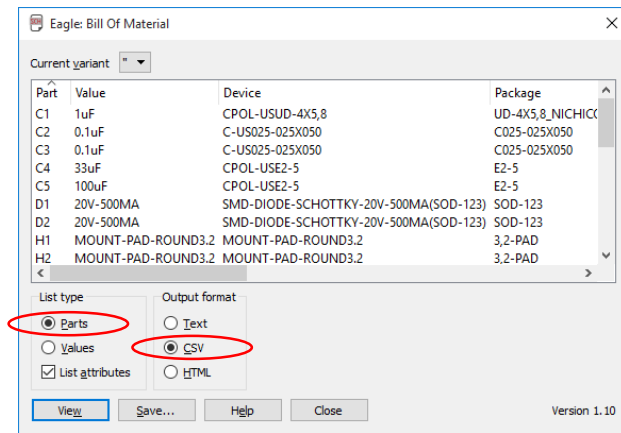 Eagle: Bill Of Material
Current variant "
Part Value Device Package
C1 1uF CPOL-USUD-4X5,8 UD-4X5,8_NICHIC(
C2 0.1uF C-US025-025X050 C025-025X050
C3 0.1uF C-US025-025X050 C025-025X050
C4 33uF CPOL-USE2-5 E2-5
C5 100uF CPOL-USE2-5 E2-5
D1 20V-500MA SMD-DIODE-SCHOTTKY-20V-500MA(SOD-123) SOD-123
D2 20V-500MA SMD-DIODE-SCHOTTKY-20V-500MA(SOD-123) SOD-123
H1 MOUNT-PAD-ROUND3.2 MOUNT-PAD-ROUND3.2 3,2-PAD
H2 MOUNT-PAD-ROUND3.2 MOUNT-PAD-ROUND3.2 3,2-PAD
List type Output format
Parts Text
Values CSV
List attributes HTML
View Save... Help Close Version 1.10